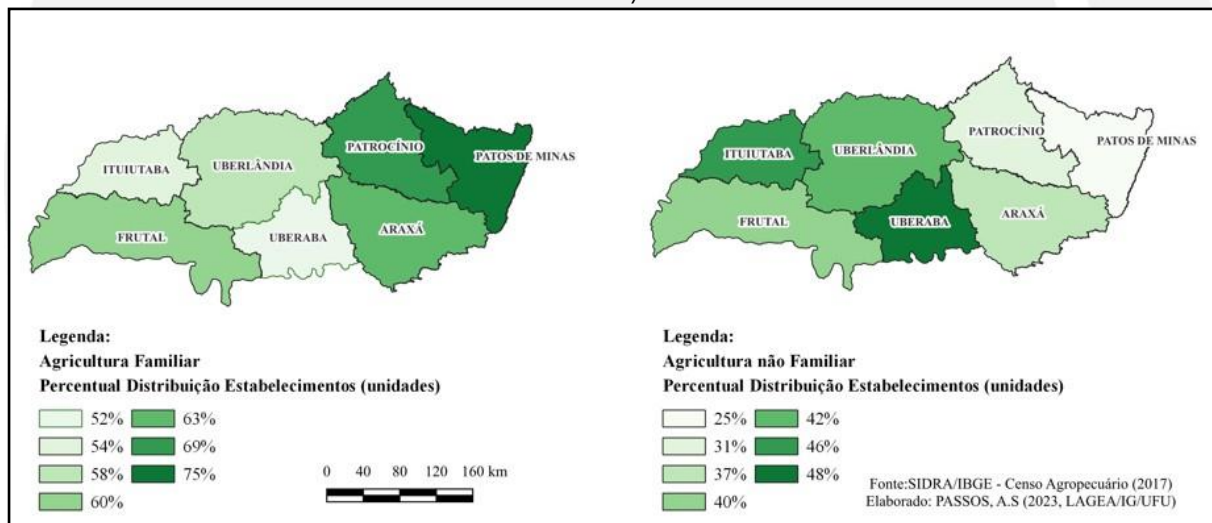 PATROCÍNIO
PATOS DE MINAS
ITUIUTABA
UBERLÂNDIA
FRUTAL
UBERABA
ARAXÁ
Legenda:
Agricultura Familiar
Percentual Distribuição Estabelecimentos (unidades)
52% 63%
54% 69%
58% 75%
60%
0 40 80 120 160 km
PATROCÍNIO
PATOS DE MINAS
ITUIUTABA
UBERLÂNDIA
FRUTAL
UBERABA
ARAXÁ
Legenda:
Agricultura não Familiar
Percentual Distribuição Estabelecimentos (unidades)
25% 42%
31% 46%
37% 48%
40%
Fonte:SIDRA/IBGE - Censo Agropecuário (2017)
Elaborado: PASSOS, A.S (2023, LAGEA/IG/UFU)